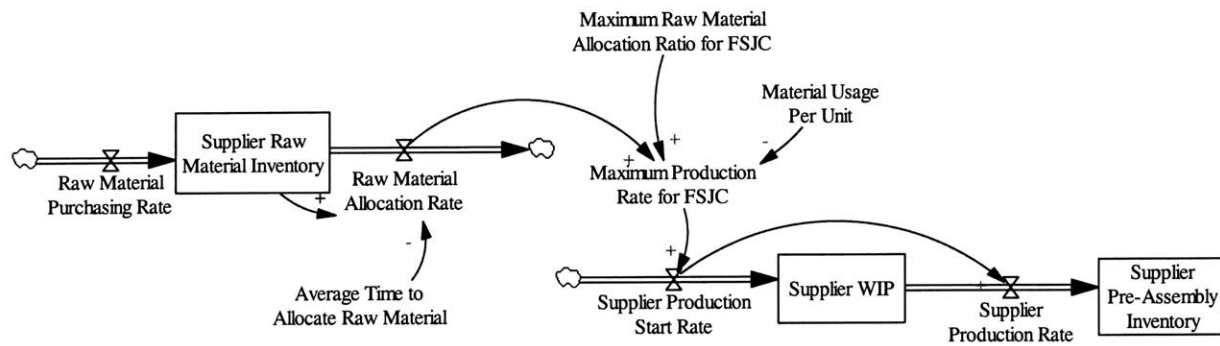 Maximum Raw Material
Allocation Ratio for FSJC
Material Usage
Per Unit
Supplier Raw
Material Inventory
Raw Material
Purchasing Rate
Raw Material
Allocation Rate
+
-
Average Time to
Allocate Raw Material
+
+
-
Maximum Production
Rate for FSJC
+
Supplier Production
Start Rate
Supplier WIP
+
Supplier
Production Rate
Supplier
Pre-Assembly
Inventory